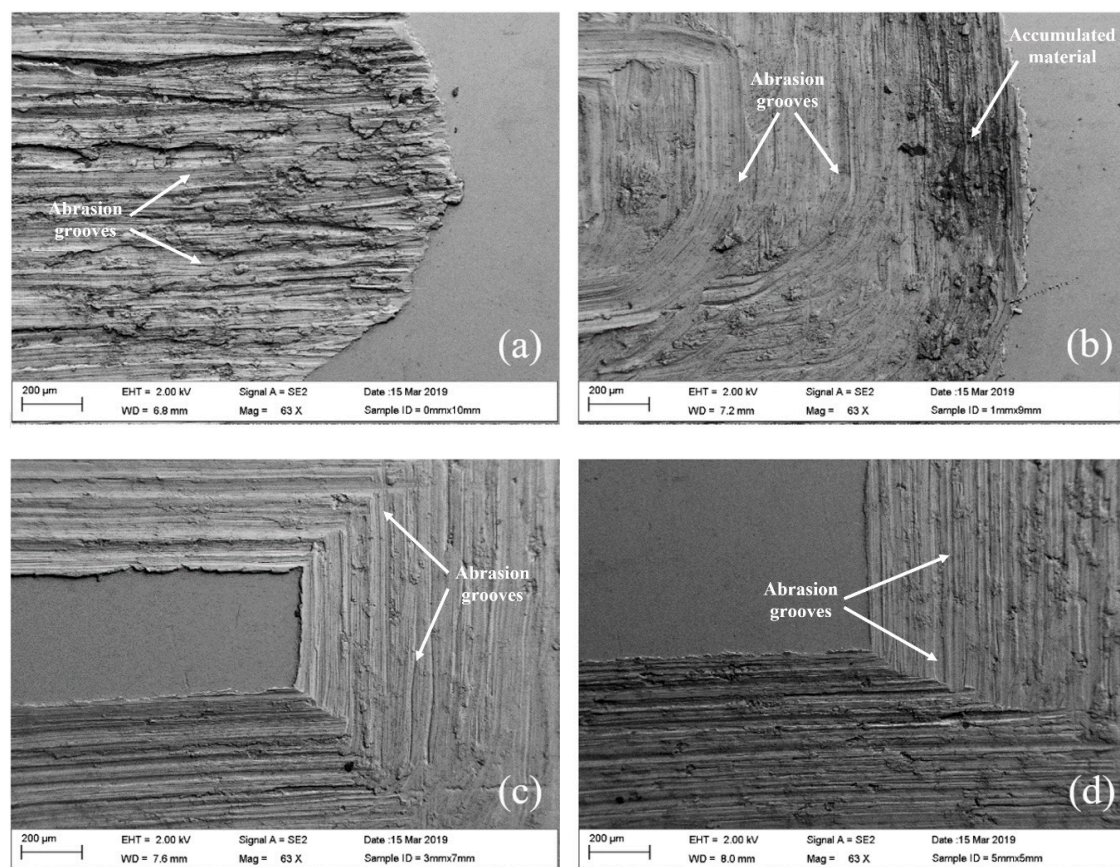 Abrasion
grooves
(a)
200 µm
EHT = 2.00 kV
Signal A = SE2
Date :15 Mar 2019
WD = 6.8 mm
Mag = 63 X
Sample ID = 0mmx10mm
Accumulated
material
Abrasion
grooves
(b)
200 µm
EHT = 2.00 kV
Signal A = SE2
Date :15 Mar 2019
WD = 7.2 mm
Mag = 63 X
Sample ID = 1mmx9mm
Abrasion
grooves
(c)
200 µm
EHT = 2.00 kV
Signal A = SE2
Date :15 Mar 2019
WD = 7.6 mm
Mag = 63 X
Sample ID = 3mmx7mm
Abrasion
grooves
(d)
200 µm
EHT = 2.00 kV
Signal A = SE2
Date :15 Mar 2019
WD = 8.0 mm
Mag = 63 X
Sample ID = 5mmx5mm